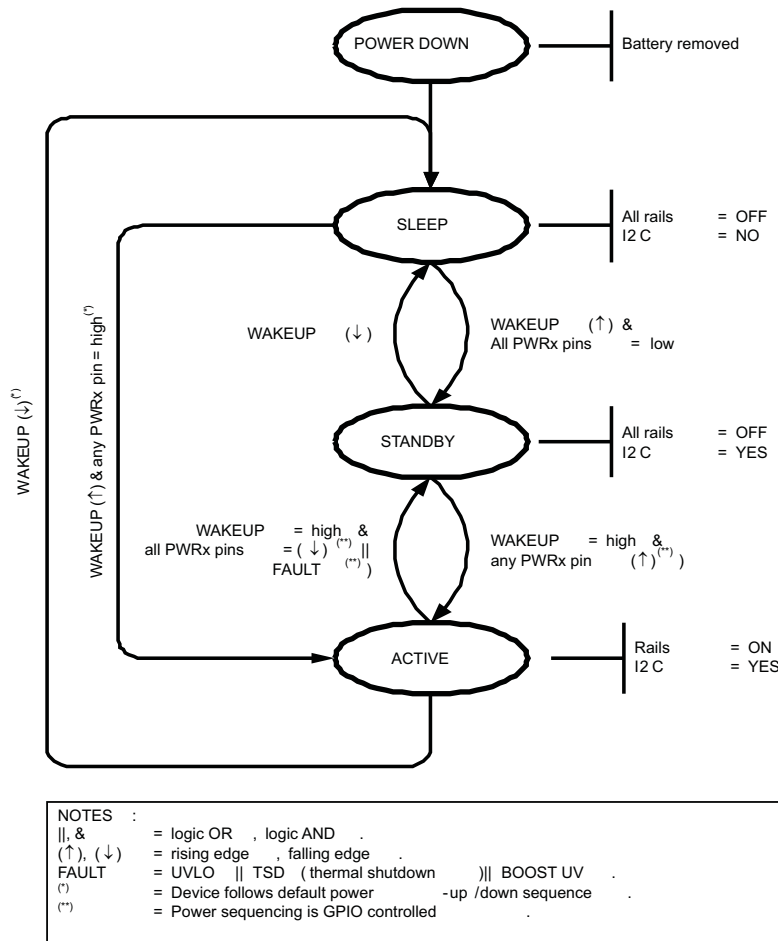 POWER DOWN
Battery removed
SLEEP
All rails = OFF
I2 C = NO
WAKEUP (↓)
WAKEUP (↑) &
All PWRx pins = low
WAKEUP (↓)(*)
WAKEUP (↑) & any PWRx pin = high(*)
STANDBY
All rails = OFF
I2 C = YES
WAKEUP = high &
all PWRx pins = ( ↓ ) (**) ||
FAULT (**) )
WAKEUP = high &
any PWRx pin (↑)(**) )
ACTIVE
Rails = ON
I2 C = YES
NOTES :
||, & = logic OR , logic AND .
(↑), (↓) = rising edge , falling edge .
FAULT = UVLO || TSD ( thermal shutdown )|| BOOST UV .
(*) = Device follows default power -up /down sequence .
(**) = Power sequencing is GPIO controlled .